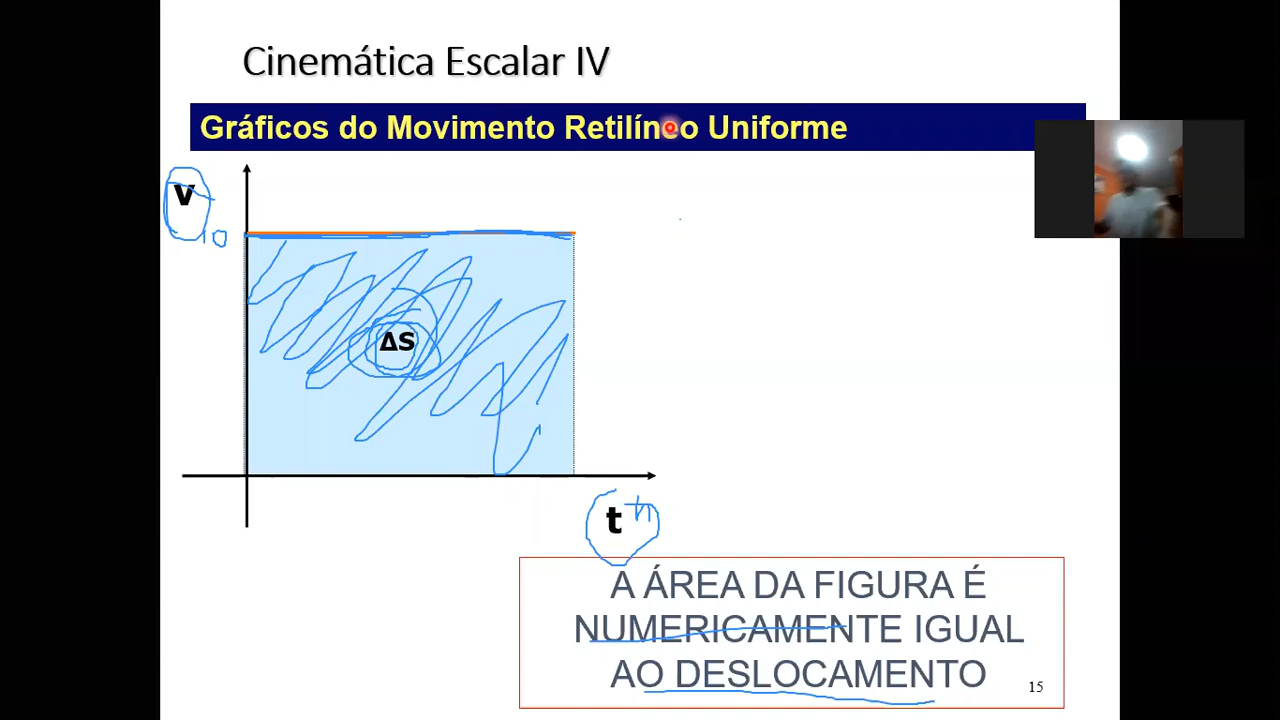 Cinemática Escalar IV
Gráficos do Movimento Retilíneo Uniforme
v
10
ΔS
t
A ÁREA DA FIGURA É
NUMERICAMENTE IGUAL
AO DESLOCAMENTO
15